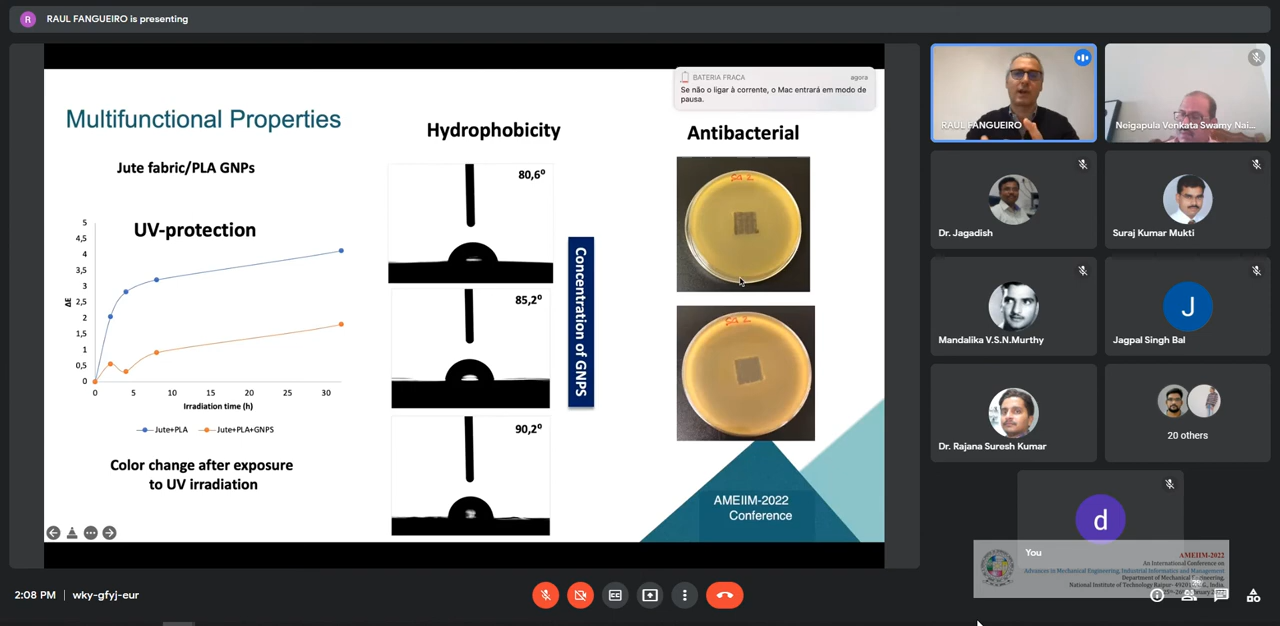 R RAUL FANGUEIRO is presenting
BATERIA FRACA agora
Se não o ligar à corrente, o Mac entrará em modo de
pausa.
Multifunctional Properties
Jute fabric/PLA GNPs
UV-protection
ΔE
5
4,5
4
3,5
3
2,5
2
1,5
1
0,5
0
0 5 10 15 20 25 30
Irradiation time (h)
Jute+PLA Jute+PLA+GNPS
Color change after exposure
to UV irradiation
Hydrophobicity
80,6º
85,2º
90,2º
Concentration of GNPS
Antibacterial
AMEIIM-2022
Conference
RAUL FANGUEIRO
Neigapula Venkata Swamy Nai...
Dr. Jagadish
Suraj Kumar Mukti
Mandalika V.S.N.Murthy
J
Jagpal Singh Bal
Dr. Rajana Suresh Kumar
20 others
d
You
AMEIIM-2022
An International Conference on
Advances in Mechanical Engineering, Industrial Informatics and Management
Department of Mechanical Engineering,
National Institute of Technology Raipur- 492010, India.
2:08 PM | wky-gfyj-eur